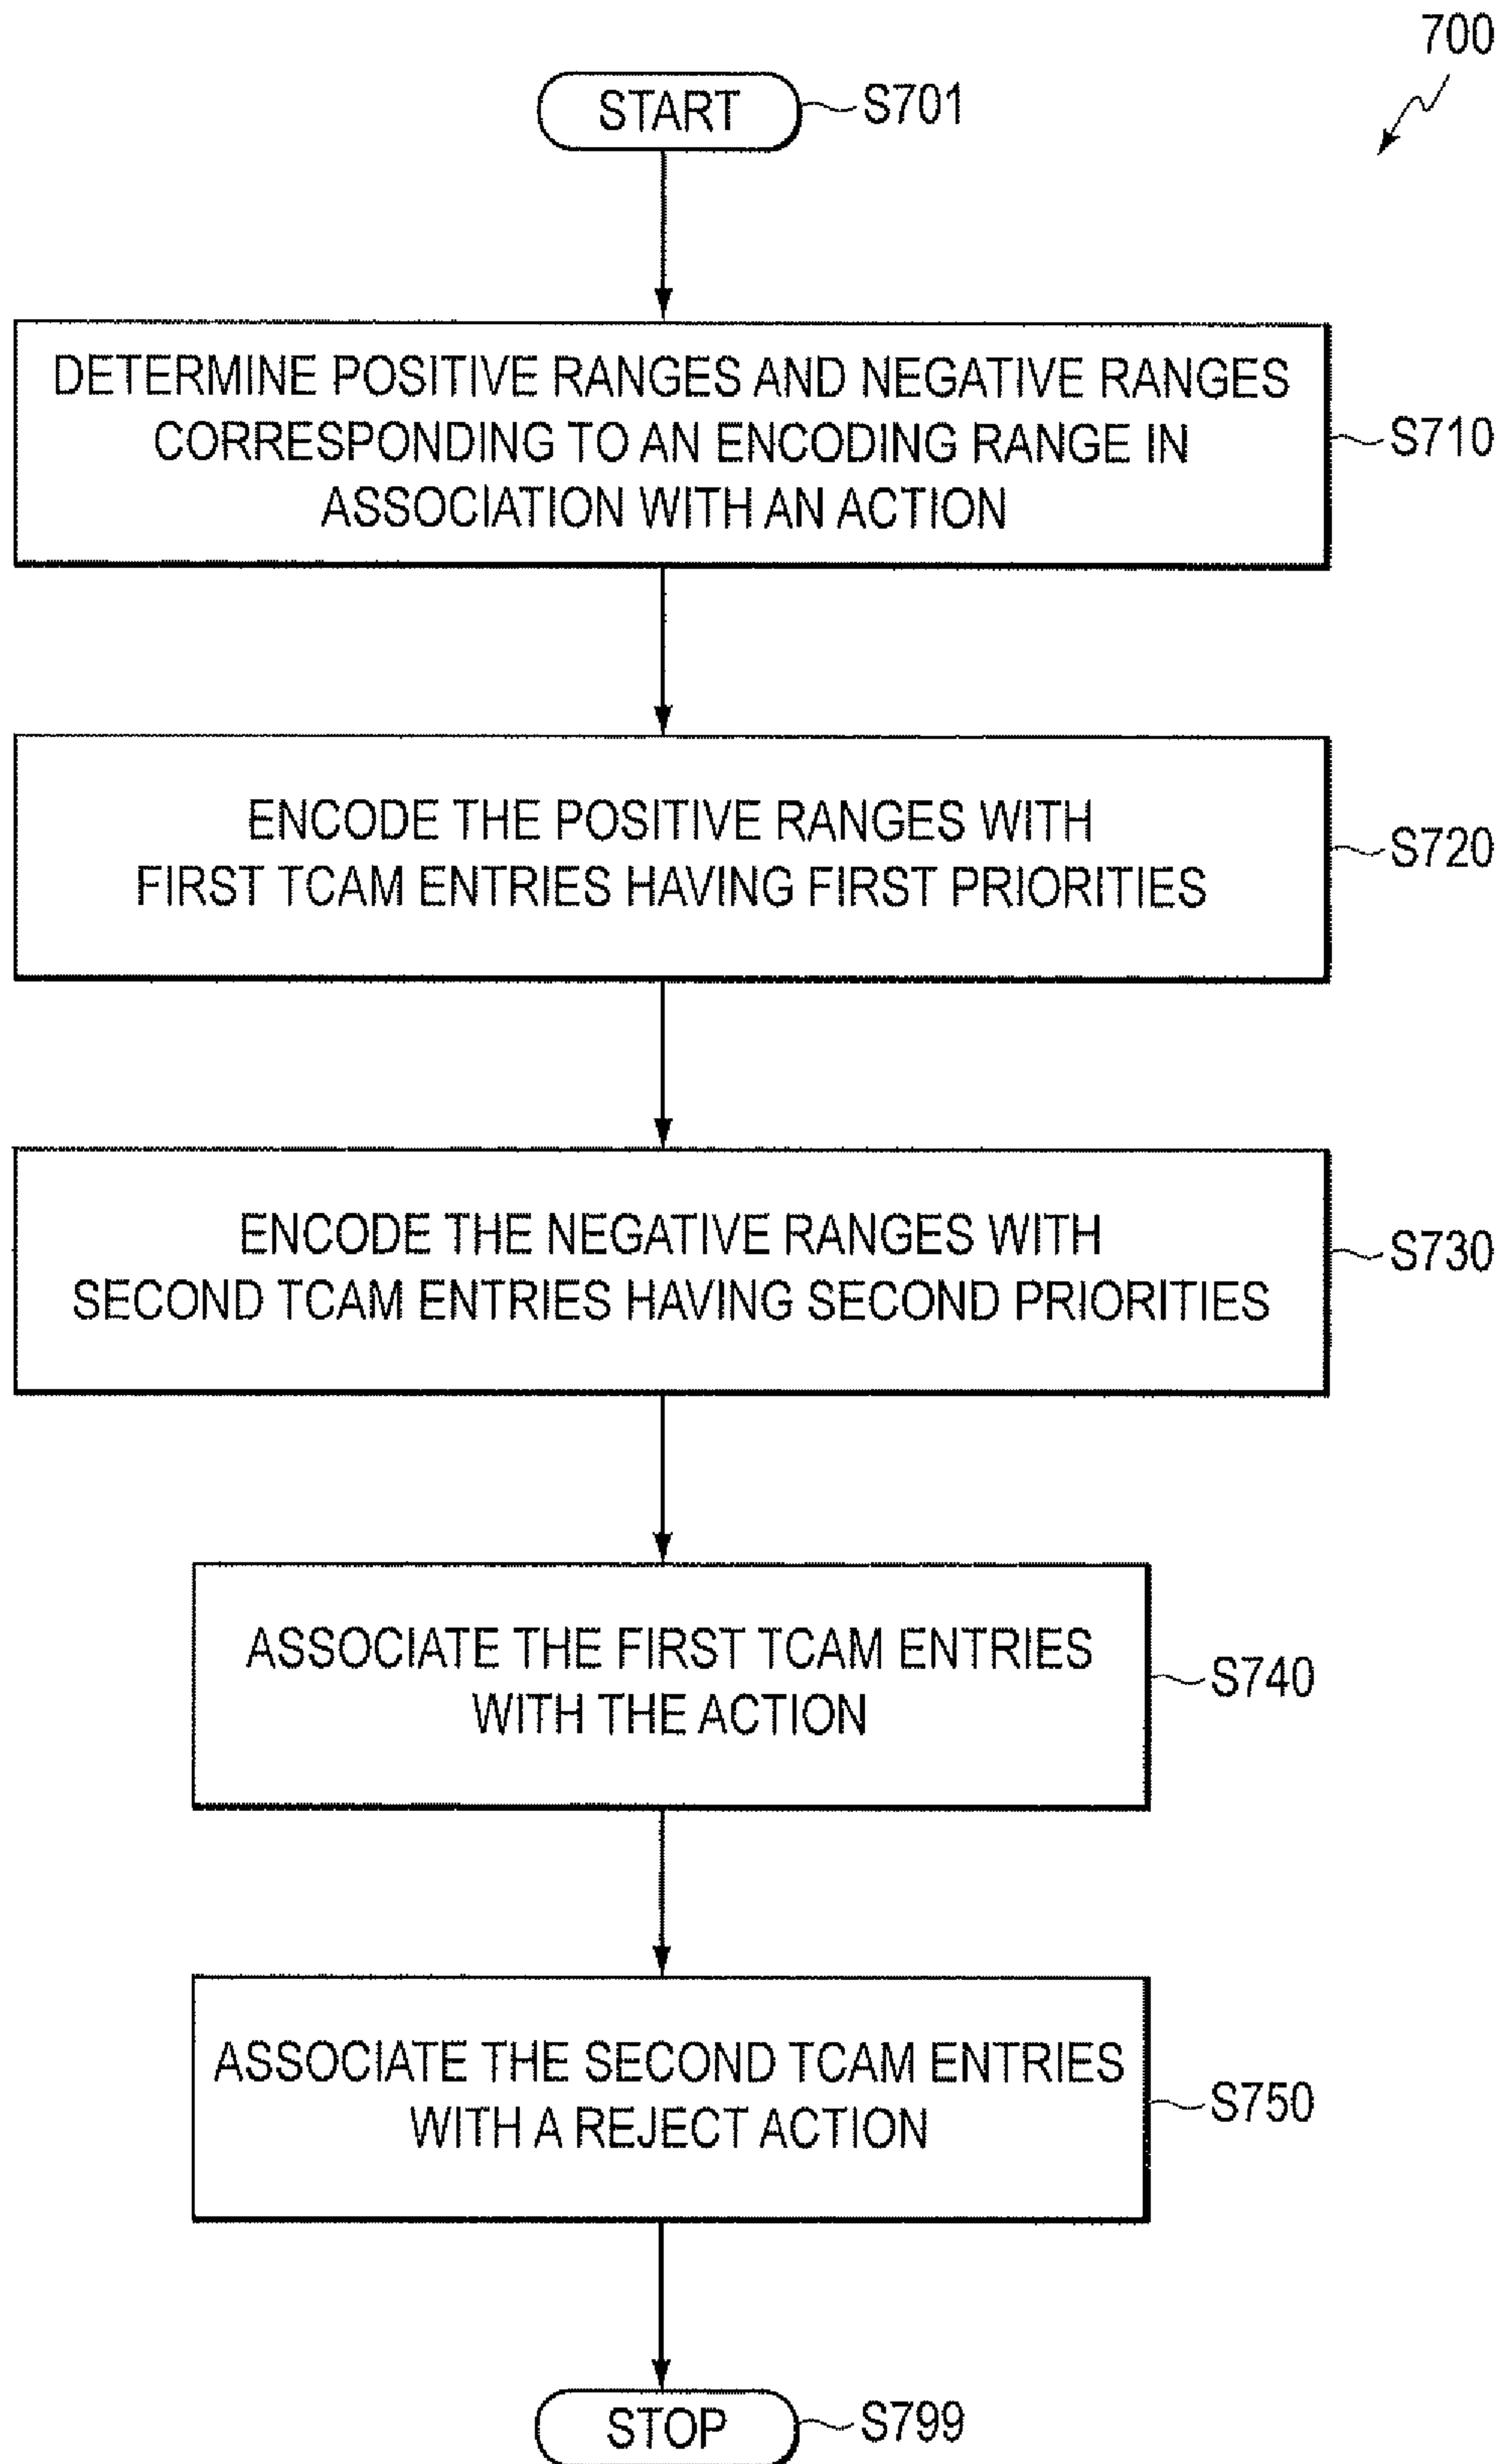 700
START
S701
DETERMINE POSITIVE RANGES AND NEGATIVE RANGES
CORRESPONDING TO AN ENCODING RANGE IN
ASSOCIATION WITH AN ACTION
S710
ENCODE THE POSITIVE RANGES WITH
FIRST TCAM ENTRIES HAVING FIRST PRIORITIES
S720
ENCODE THE NEGATIVE RANGES WITH
SECOND TCAM ENTRIES HAVING SECOND PRIORITIES
S730
ASSOCIATE THE FIRST TCAM ENTRIES
WITH THE ACTION
S740
ASSOCIATE THE SECOND TCAM ENTRIES
WITH A REJECT ACTION
S750
STOP
S799